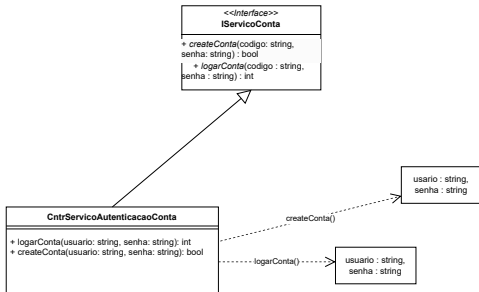 <<Interface>>
IServicoConta
+ createConta(codigo: string,
senha: string) : bool
+ logarConta(codigo : string,
senha : string) : int
CntrServicoAutenticacaoConta
+ logarConta(usuario: string, senha: string): int
+ createConta(usuario: string, senha: string): bool
createConta()
usario : string,
senha : string
logarConta()
usuario : string,
senha : string